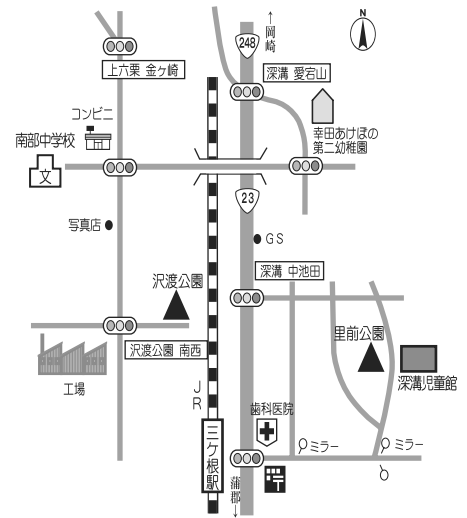 ↑岡崎
N
248
上六栗 金ヶ崎
深溝 愛宕山
コンビニ
幸田あけぼの
第二幼稚園
南部中学校
文
23
写真店
GS
深溝 中池田
沢渡公園
里前公園
沢渡公園 南西
深溝児童館
工場
JR
歯科医院
三ケ根駅
ミラー
ミラー
蒲郡↓